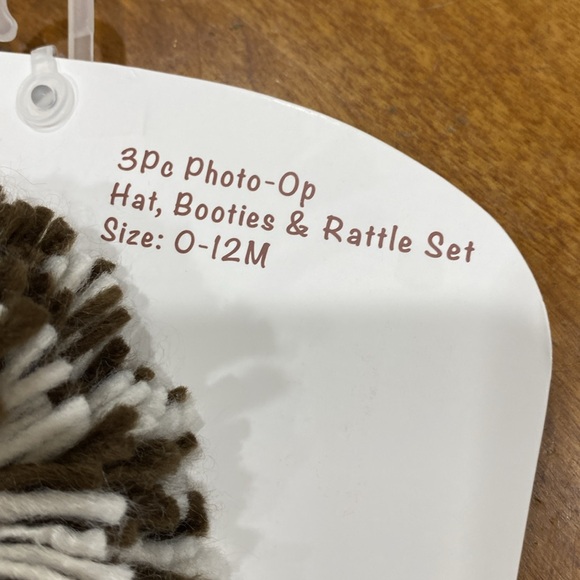 3Pc Photo-Op
Hat, Booties & Rattle Set
Size: 0-12M